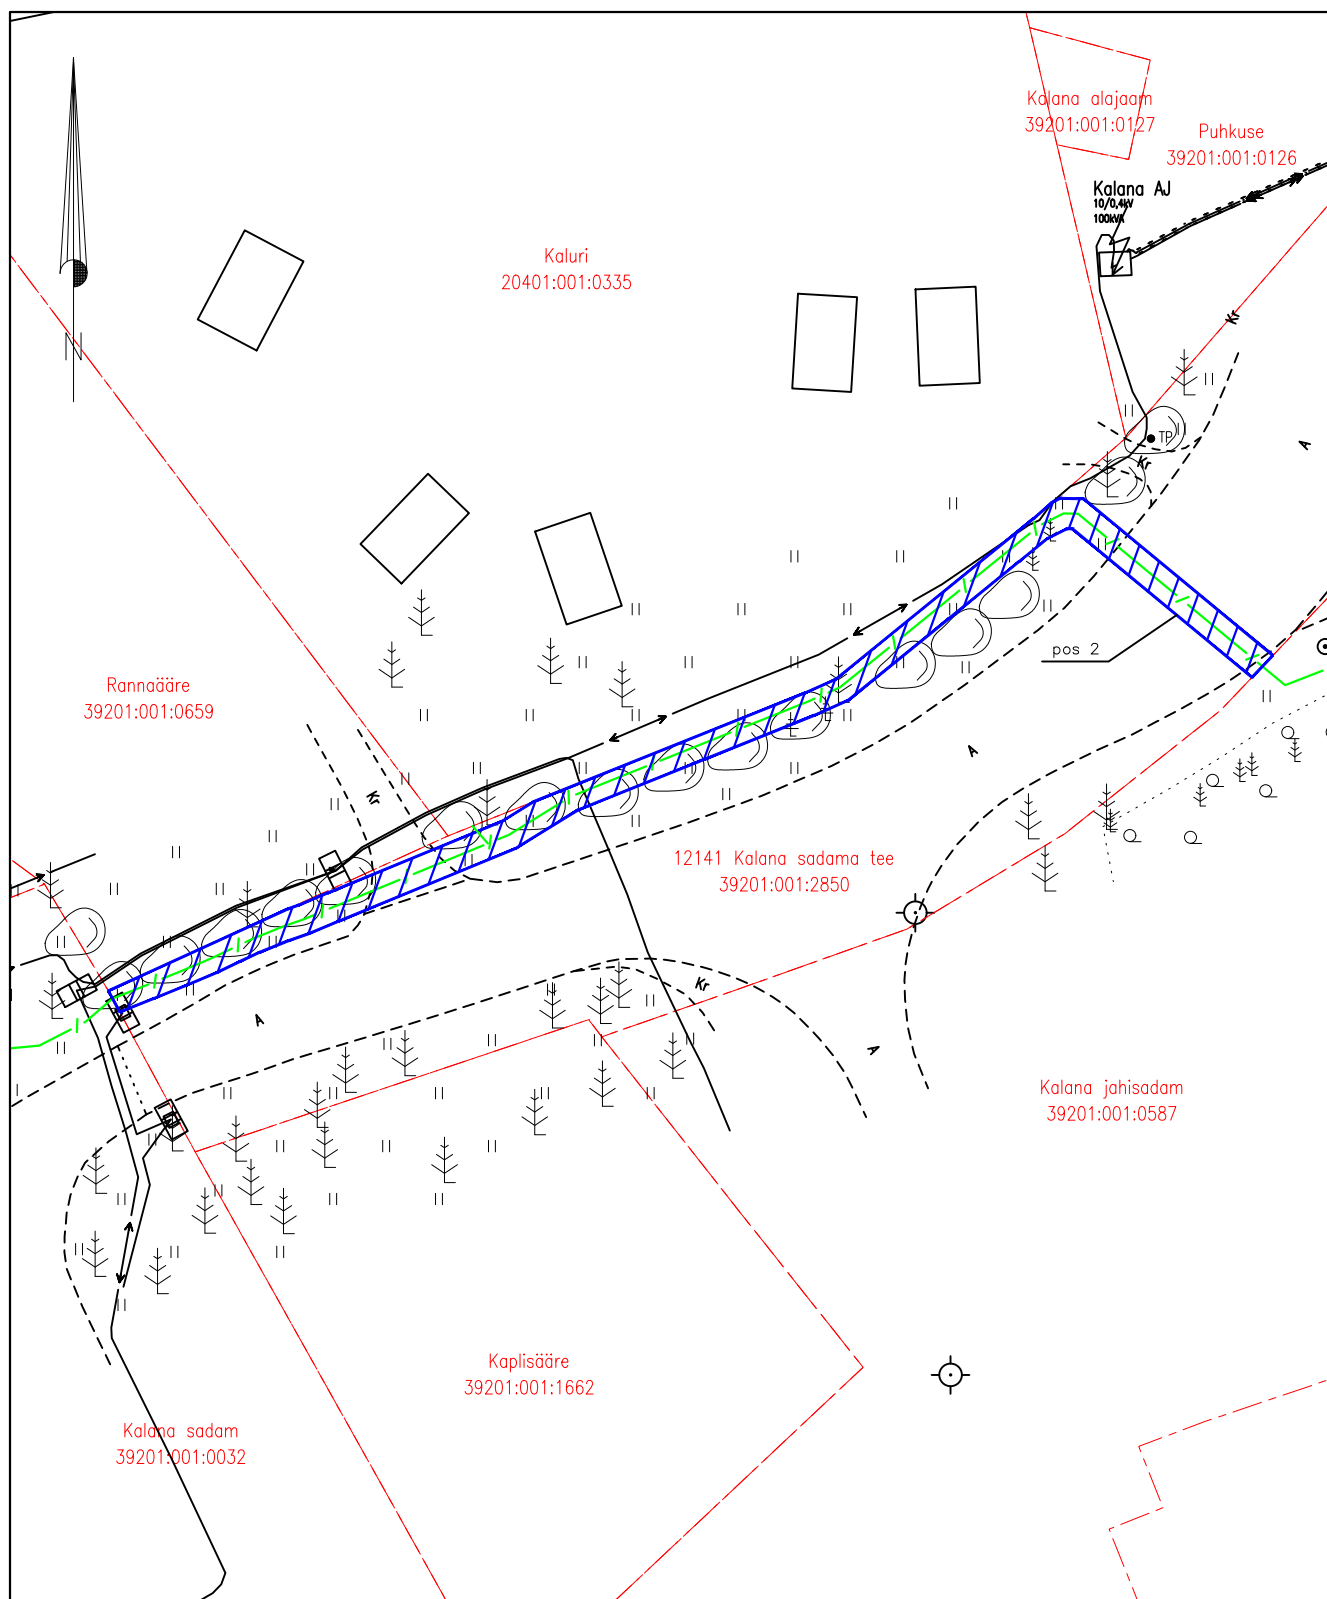 Kalana alajaam
39201:001:0127
Puhkuse
39201:001:0126
Kalana AJ
10/0,4kV
100kVA
Kaluri
20401:001:0335
N
Kr
TP
A
Kr
pos 2
Rannaääre
39201:001:0659
A
Kr
12141 Kalana sadama tee
39201:001:2850
Kr
A
A
Kalana jahisadam
39201:001:0587
Kaplisääre
39201:001:1662
Kalana sadam
39201:001:0032